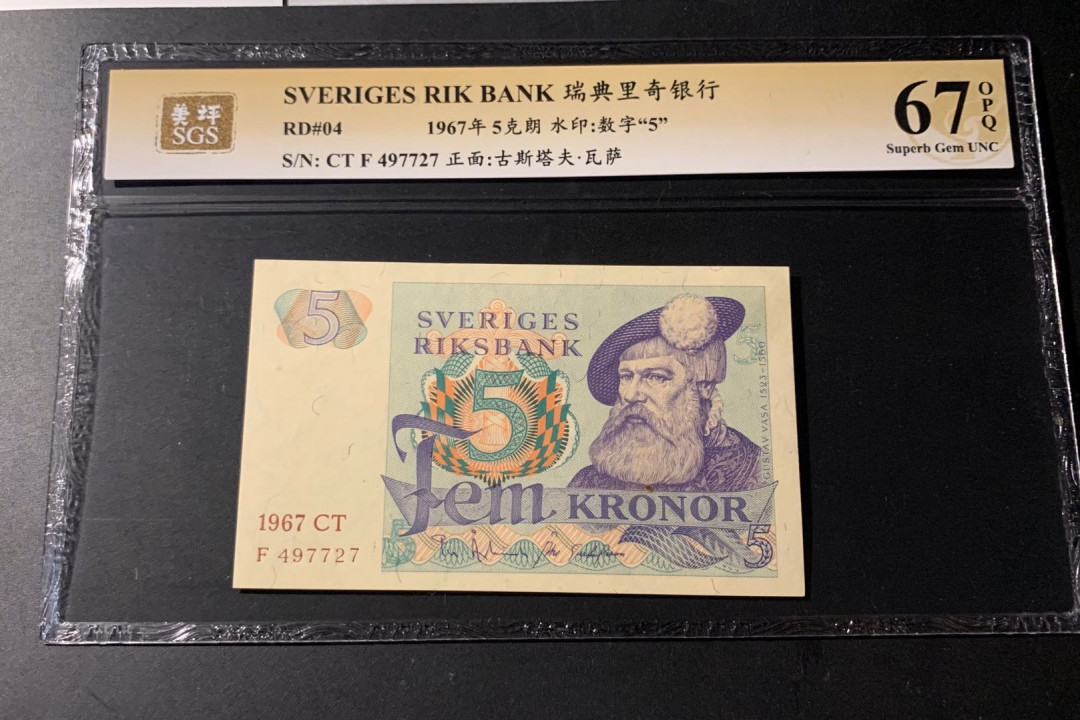 SVERIGES RIK BANK 瑞典里奇银行
美评
SGS
RD#04 1967年 5克朗 水印:数字“5”
S/N: CT F 497727 正面:古斯塔夫·瓦萨
67
OPQ
Superb Gem UNC
5
SVERIGES
RIKSBANK
5
5
GUSTAV VASA 1523-1560
fem KRONOR
1967 CT
F 497727
5
5